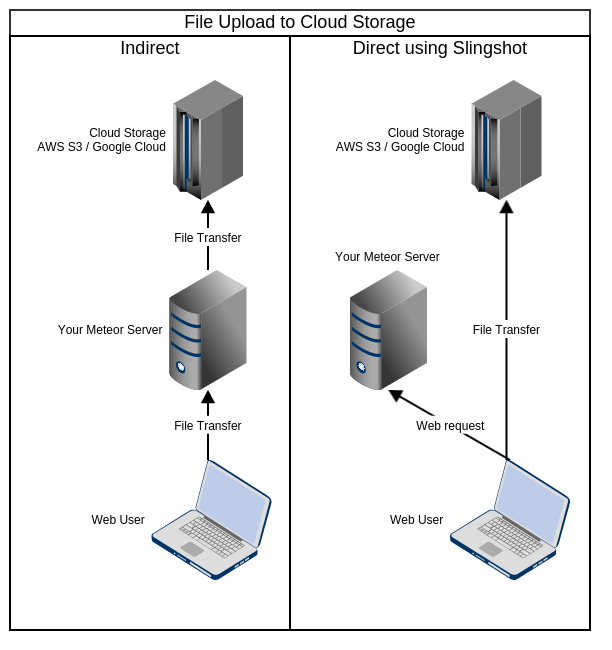 File Upload to Cloud Storage
Indirect
Cloud Storage
AWS S3 / Google Cloud
File Transfer
Your Meteor Server
File Transfer
Web User
Direct using Slingshot
Cloud Storage
AWS S3 / Google Cloud
Your Meteor Server
File Transfer
Web request
Web User